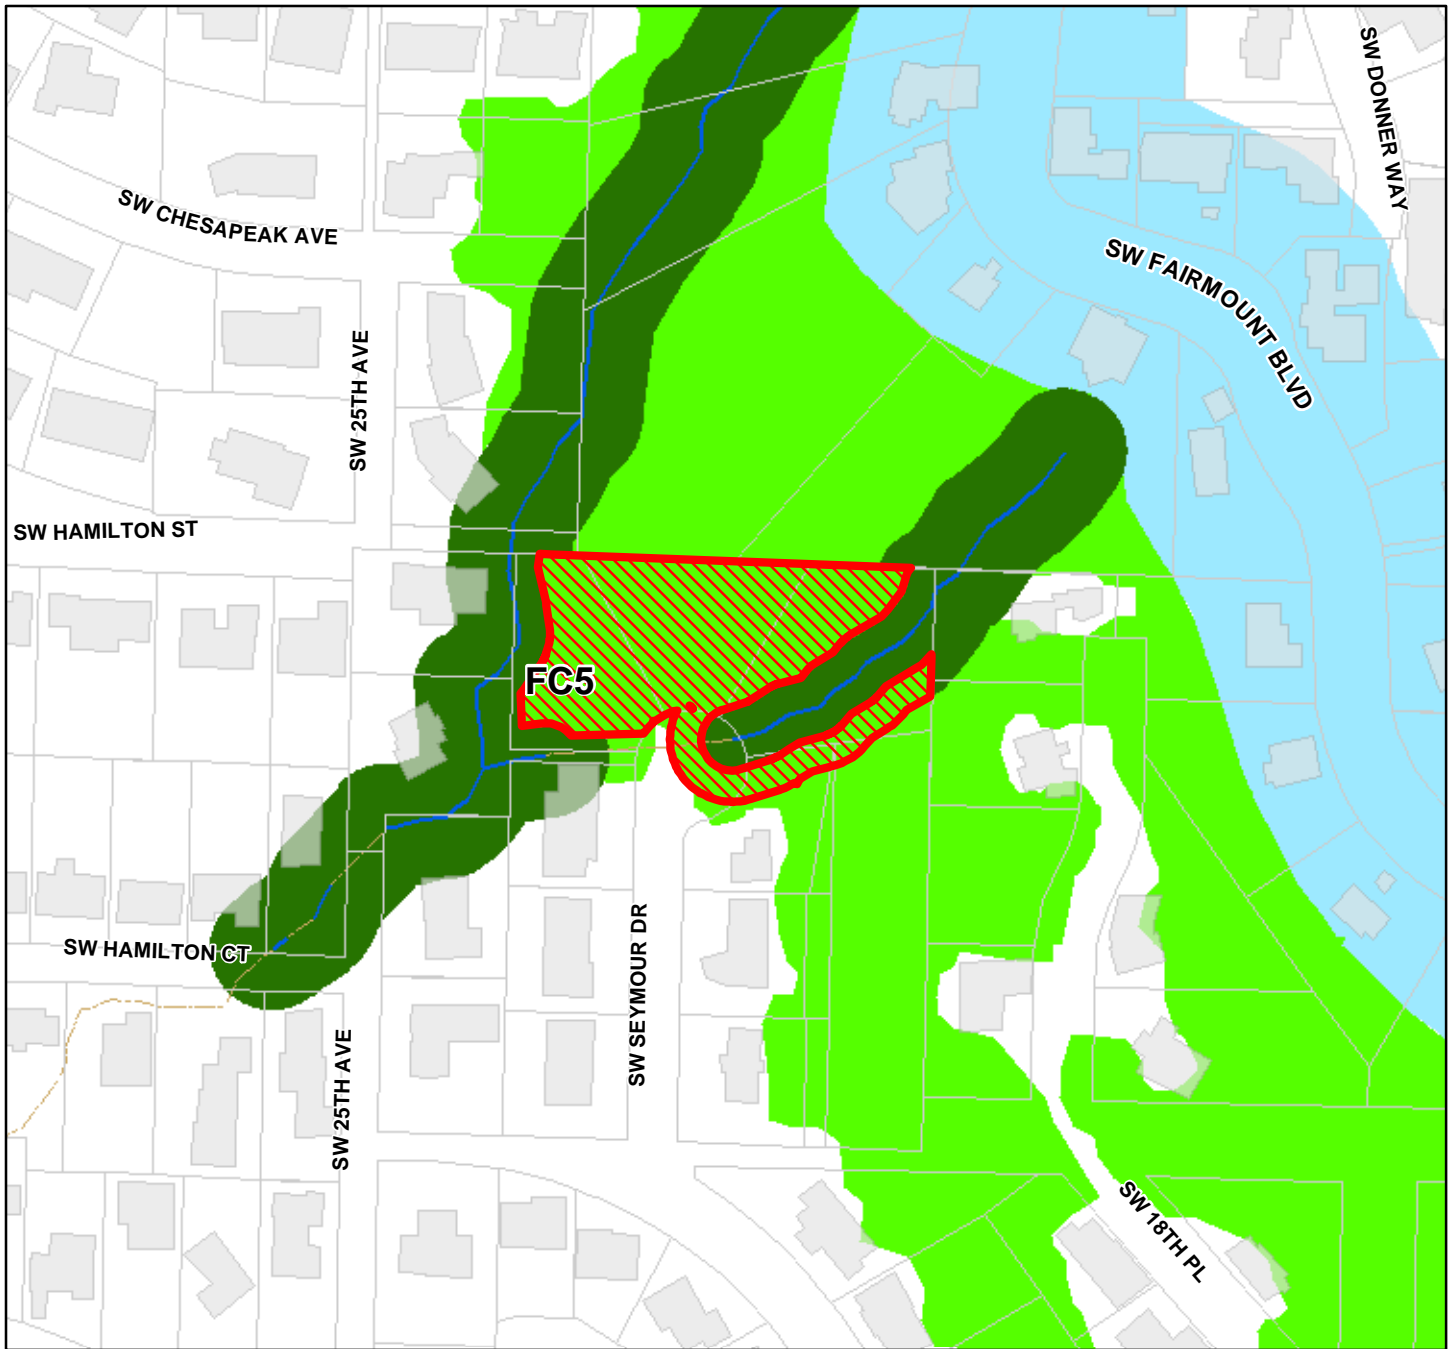 SW DONNER WAY
SW CHESAPEAK AVE
SW FAIRMOUNT BLVD
SW 25TH AVE
SW HAMILTON ST
FC5
SW HAMILTON CT
SW SEYMOUR DR
SW 25TH AVE
SW 18TH PL